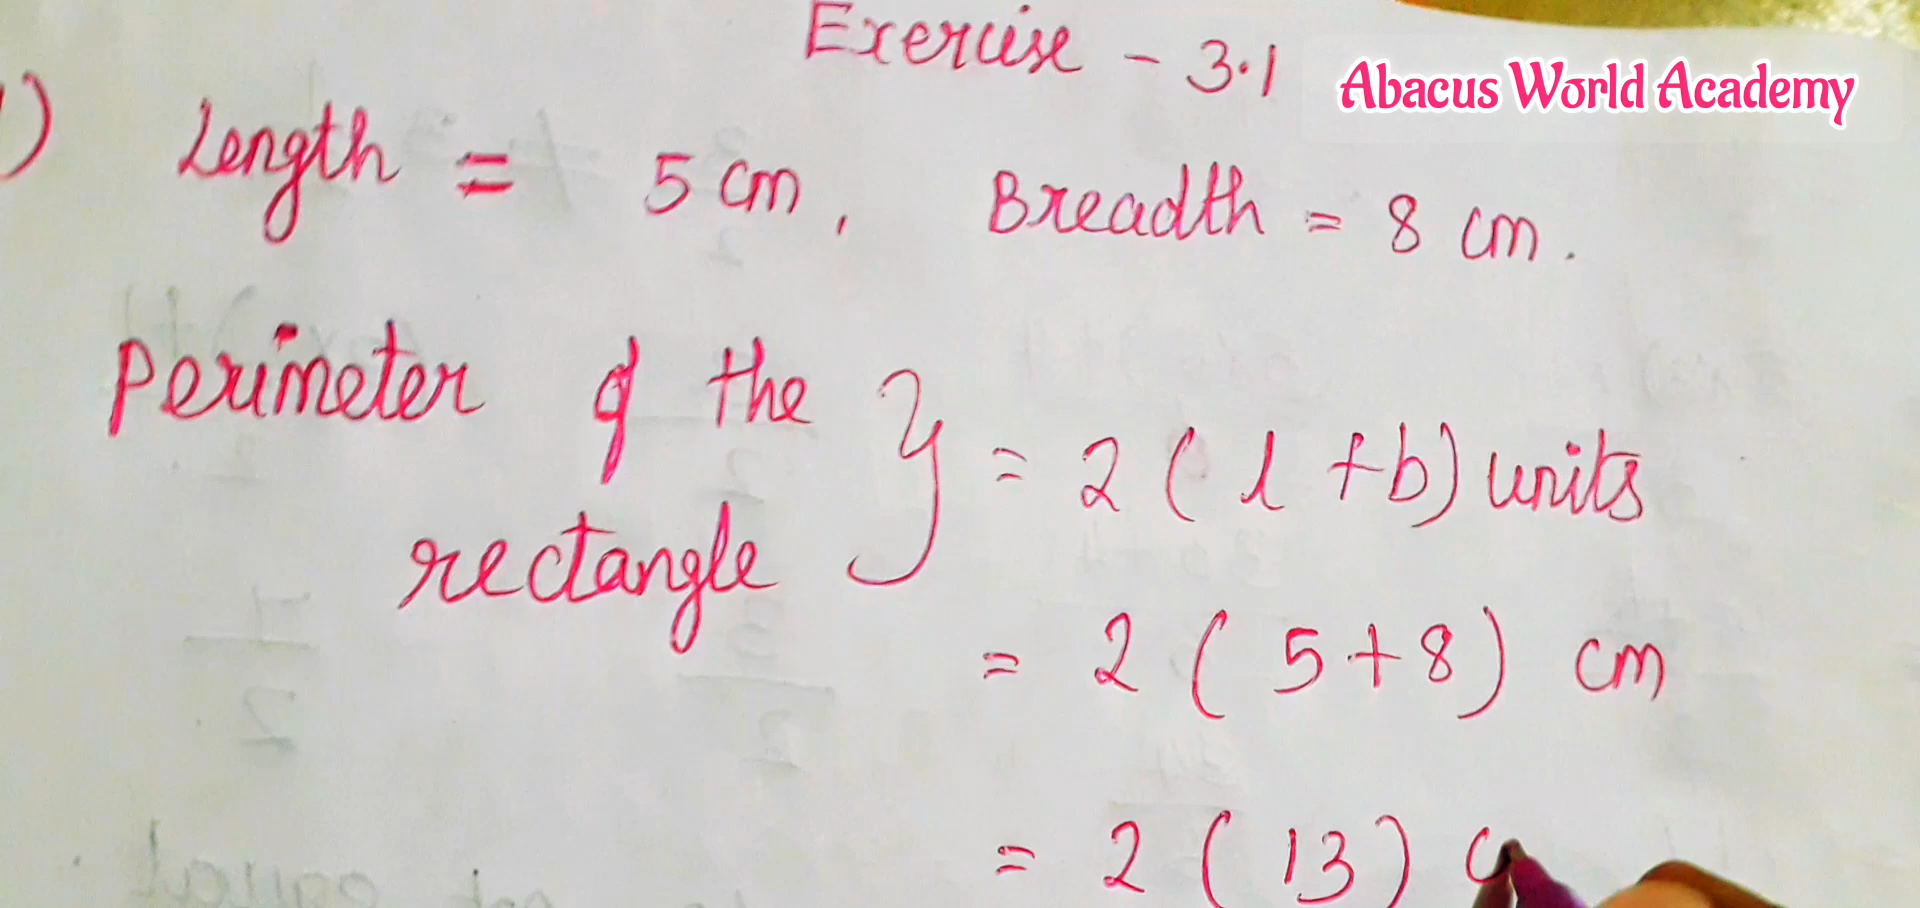 Exercise - 3.1
Abacus World Academy
) Length = 5 cm, Breadth = 8 cm.
Perimeter of the
rectangle } = 2 ( l + b) units
= 2 ( 5 + 8 ) cm
= 2 ( 13 ) c